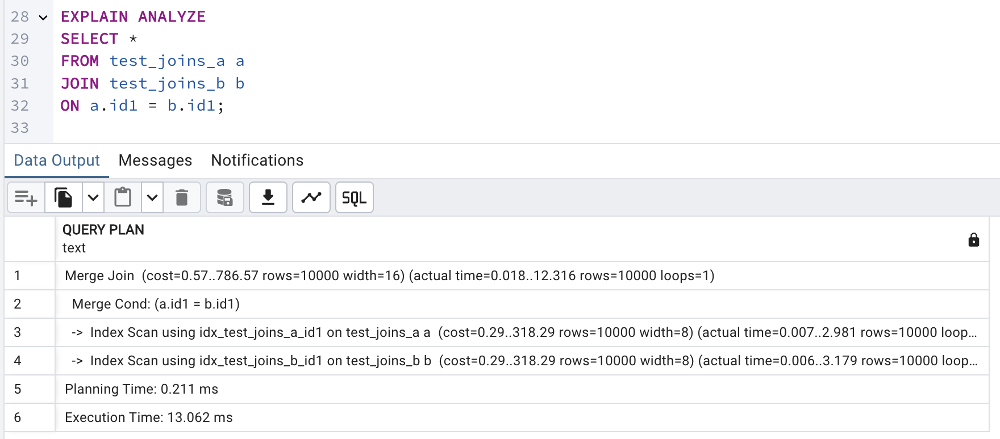 28 EXPLAIN ANALYZE
29 SELECT *
30 FROM test_joins_a a
31 JOIN test_joins_b b
32 ON a.id1 = b.id1;
33
Data Output Messages Notifications
SQL
QUERY PLAN
text
1 Merge Join (cost=0.57..786.57 rows=10000 width=16) (actual time=0.018..12.316 rows=10000 loops=1)
2 Merge Cond: (a.id1 = b.id1)
3 -> Index Scan using idx_test_joins_a_id1 on test_joins_a a (cost=0.29..318.29 rows=10000 width=8) (actual time=0.007..2.981 rows=10000 loop…
4 -> Index Scan using idx_test_joins_b_id1 on test_joins_b b (cost=0.29..318.29 rows=10000 width=8) (actual time=0.006..3.179 rows=10000 loop…
5 Planning Time: 0.211 ms
6 Execution Time: 13.062 ms